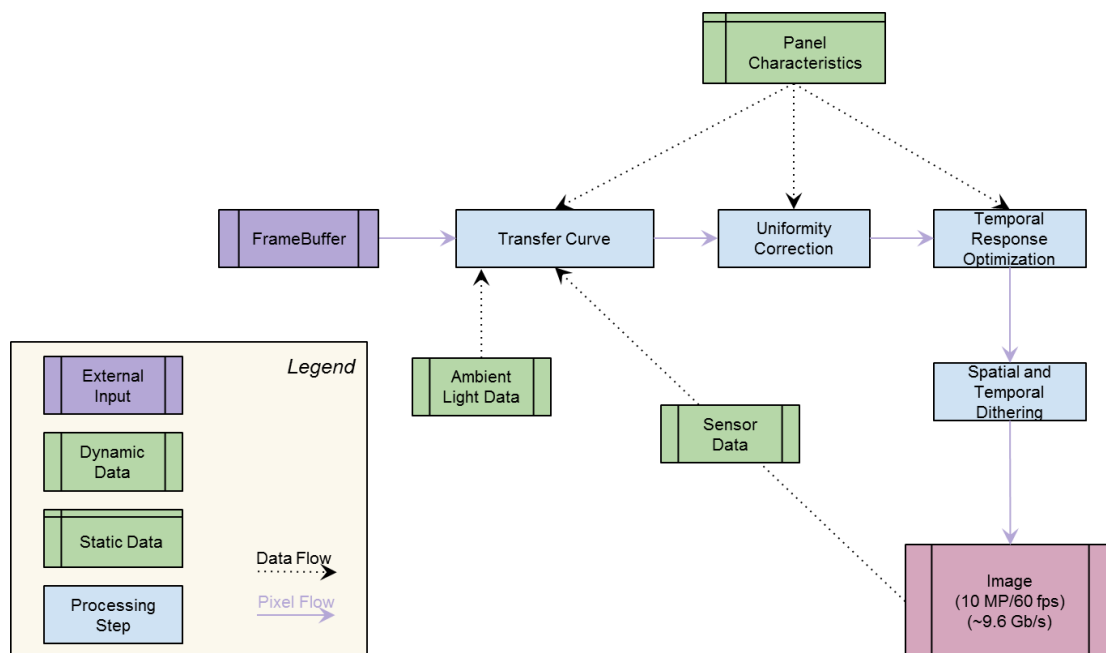 Panel
Characteristics
FrameBuffer
Transfer Curve
Uniformity
Correction
Temporal
Response
Optimization
Legend
External
Input
Ambient
Light Data
Spatial and
Temporal
Dithering
Sensor
Data
Dynamic
Data
Static Data
Data Flow
Processing
Step
Pixel Flow
Image
(10 MP/60 fps)
(~9.6 Gb/s)